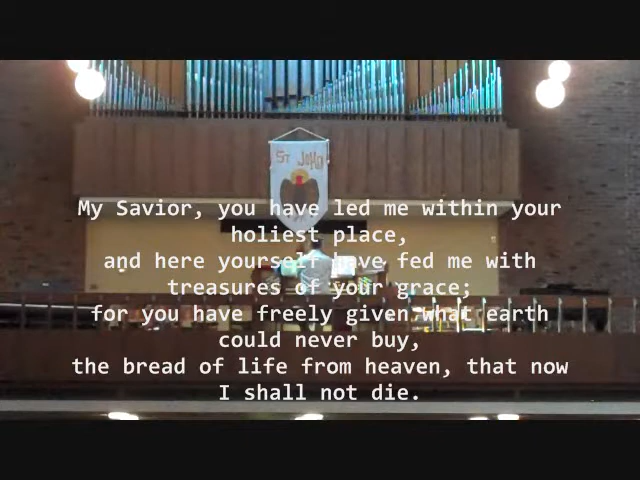 ST JOHN
My Savior, you have led me within your
holiest place,
and here yourself have fed me with
treasures of your grace;
for you have freely given what earth
could never buy,
the bread of life from heaven, that now
I shall not die.